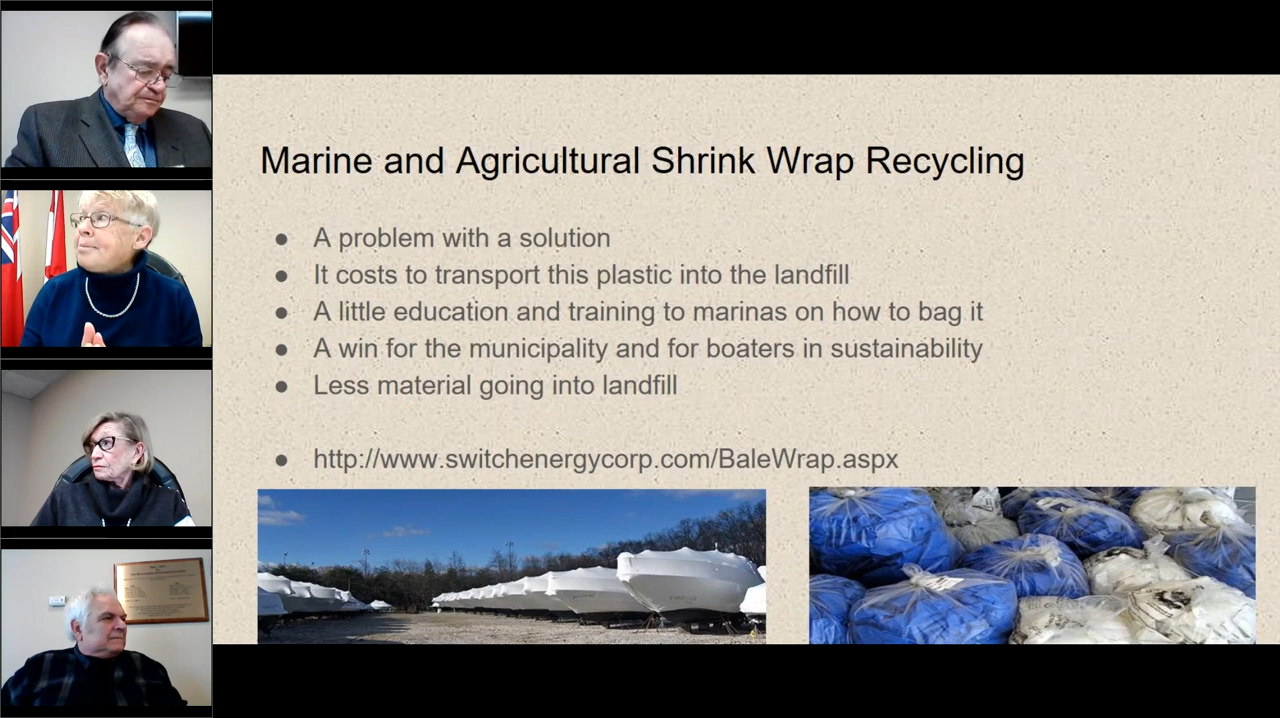 Marine and Agricultural Shrink Wrap Recycling
● A problem with a solution
● It costs to transport this plastic into the landfill
● A little education and training to marinas on how to bag it
● A win for the municipality and for boaters in sustainability
● Less material going into landfill
● http://www.switchenergycorp.com/BaleWrap.aspx